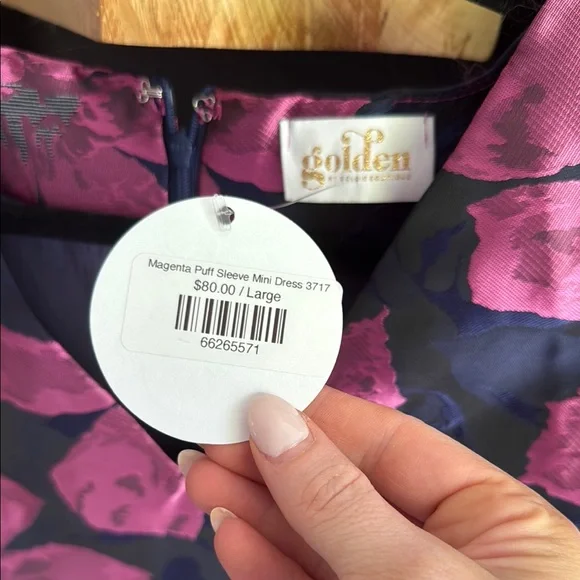 golden
Magenta Puff Sleeve Mini Dress 3717
$80.00 / Large
66265571